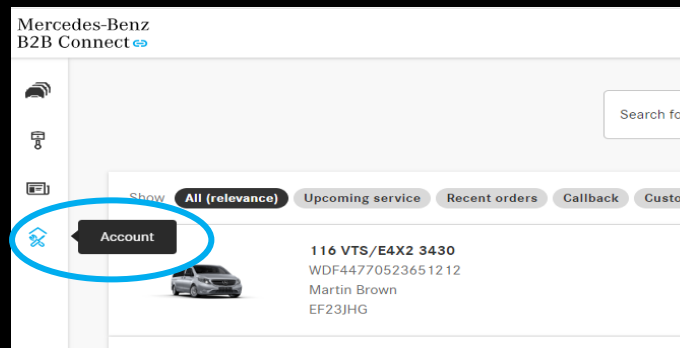 Mercedes-Benz
B2B Connect
Search fo
Show All (relevance) Upcoming service Recent orders Callback Custo
Account
116 VTS/E4X2 3430
WDF44770523651212
Martin Brown
EF23JHG